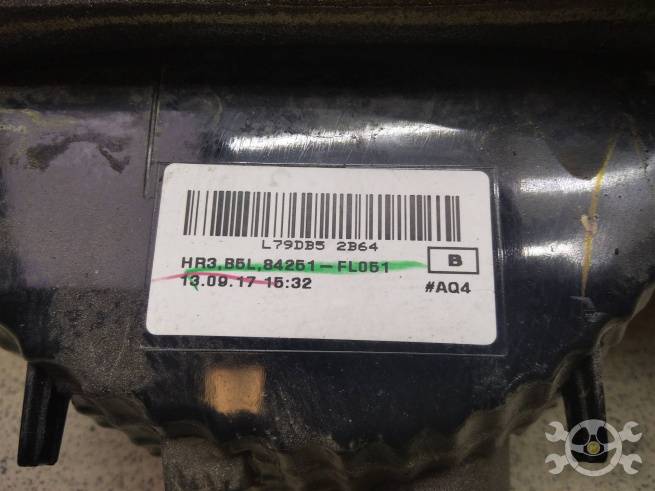 L79DB5 2B64
HR3,B5L,84251-FL051
B
13.09.17 15:32
#AQ4